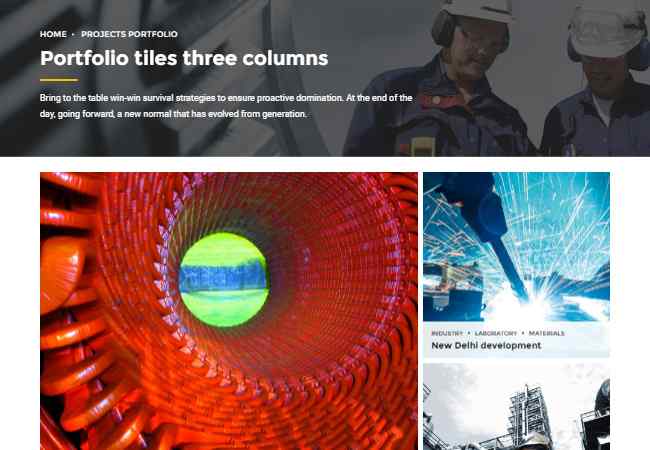 HOME • PROJECTS PORTFOLIO
Portfolio tiles three columns
Bring to the table win-win survival strategies to ensure proactive domination. At the end of the
day, going forward, a new normal that has evolved from generation.
INDUSTRY • LABORATORY • MATERIALS
New Delhi development